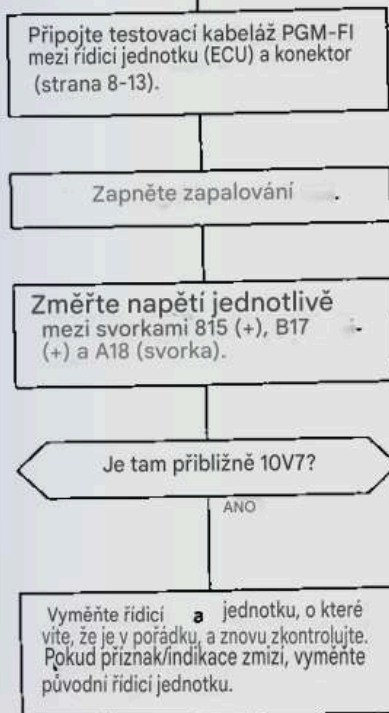 Připojte testovací kabeláž PGM-FI
mezi řídicí jednotku (ECU) a konektor
(strana 8-13).
Zapněte zapalování .
Změřte napětí jednotlivě
mezi svorkami 815 (+), B17
(+) a A18 (svorka).
Je tam přibližně 10V7?
ANO
Vyměňte řídicí a jednotku, o které
víte, že je v pořádku, a znovu zkontrolujte.
Pokud příznak/indikace zmizí, vyměňte
původní řídicí jednotku.